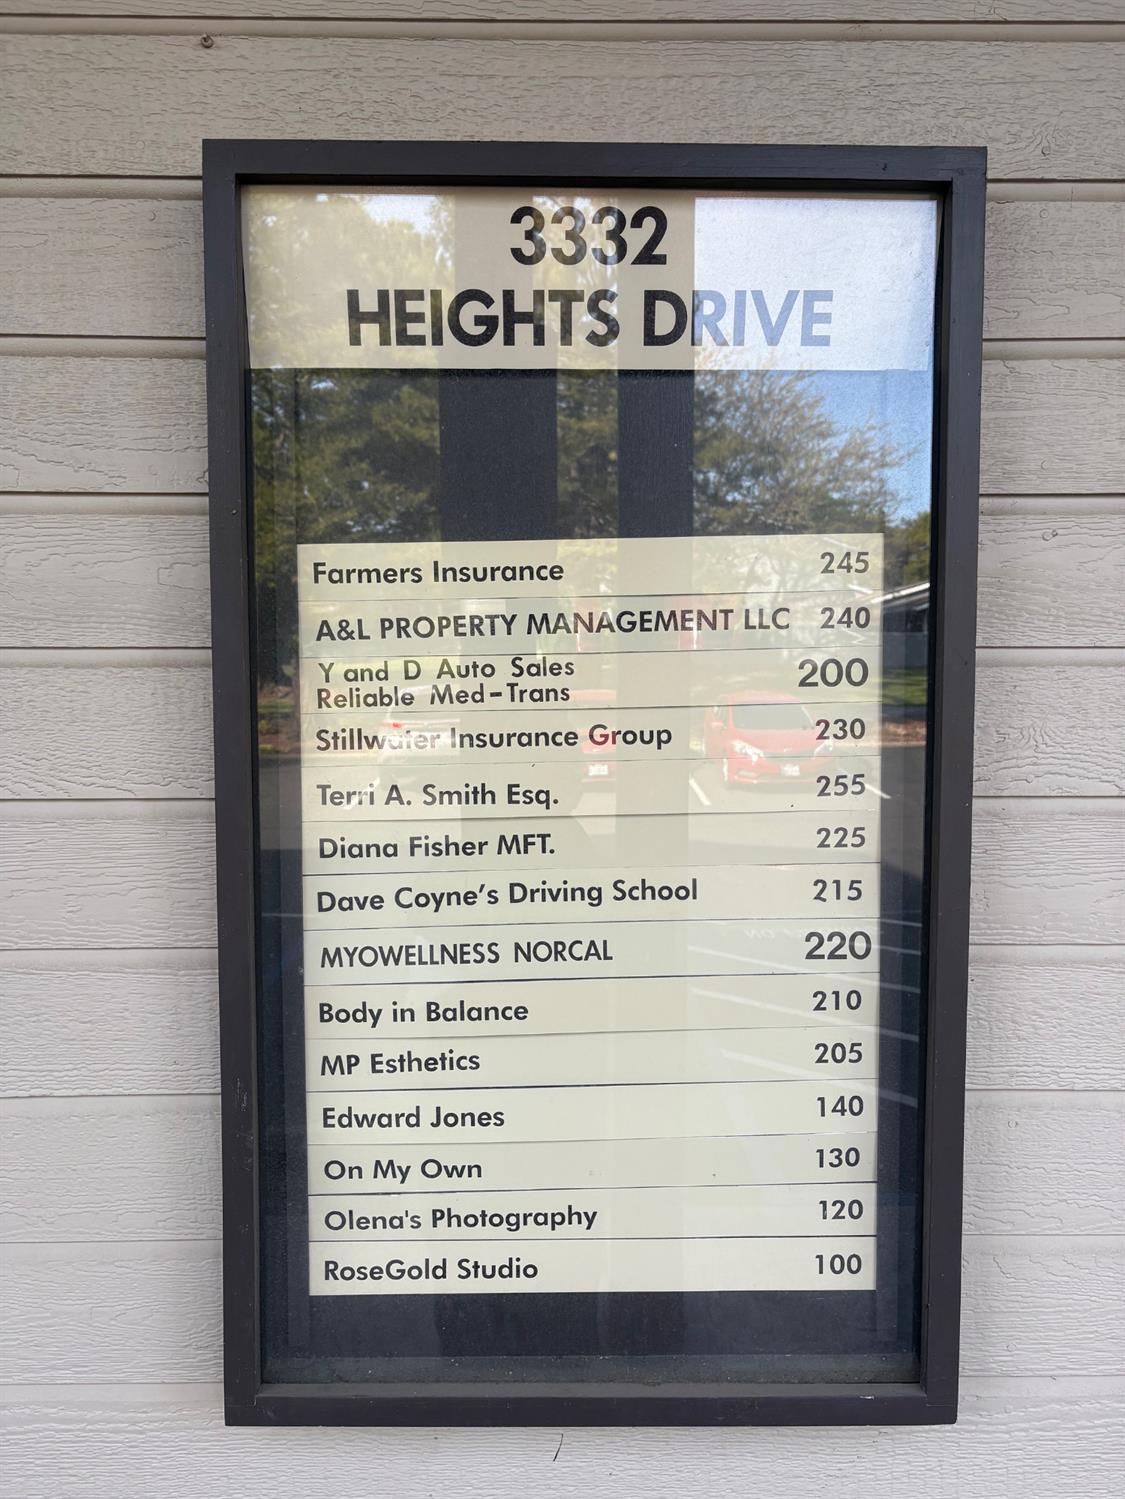 3332
HEIGHTS DRIVE
Farmers Insurance 245
A&L PROPERTY MANAGEMENT LLC 240
Y and D Auto Sales
Reliable Med-Trans 200
Stillwater Insurance Group 230
Terri A. Smith Esq. 255
Diana Fisher MFT. 225
Dave Coyne's Driving School 215
MYOWELLNESS NORCAL 220
Body in Balance 210
MP Esthetics 205
Edward Jones 140
On My Own 130
Olena's Photography 120
RoseGold Studio 100